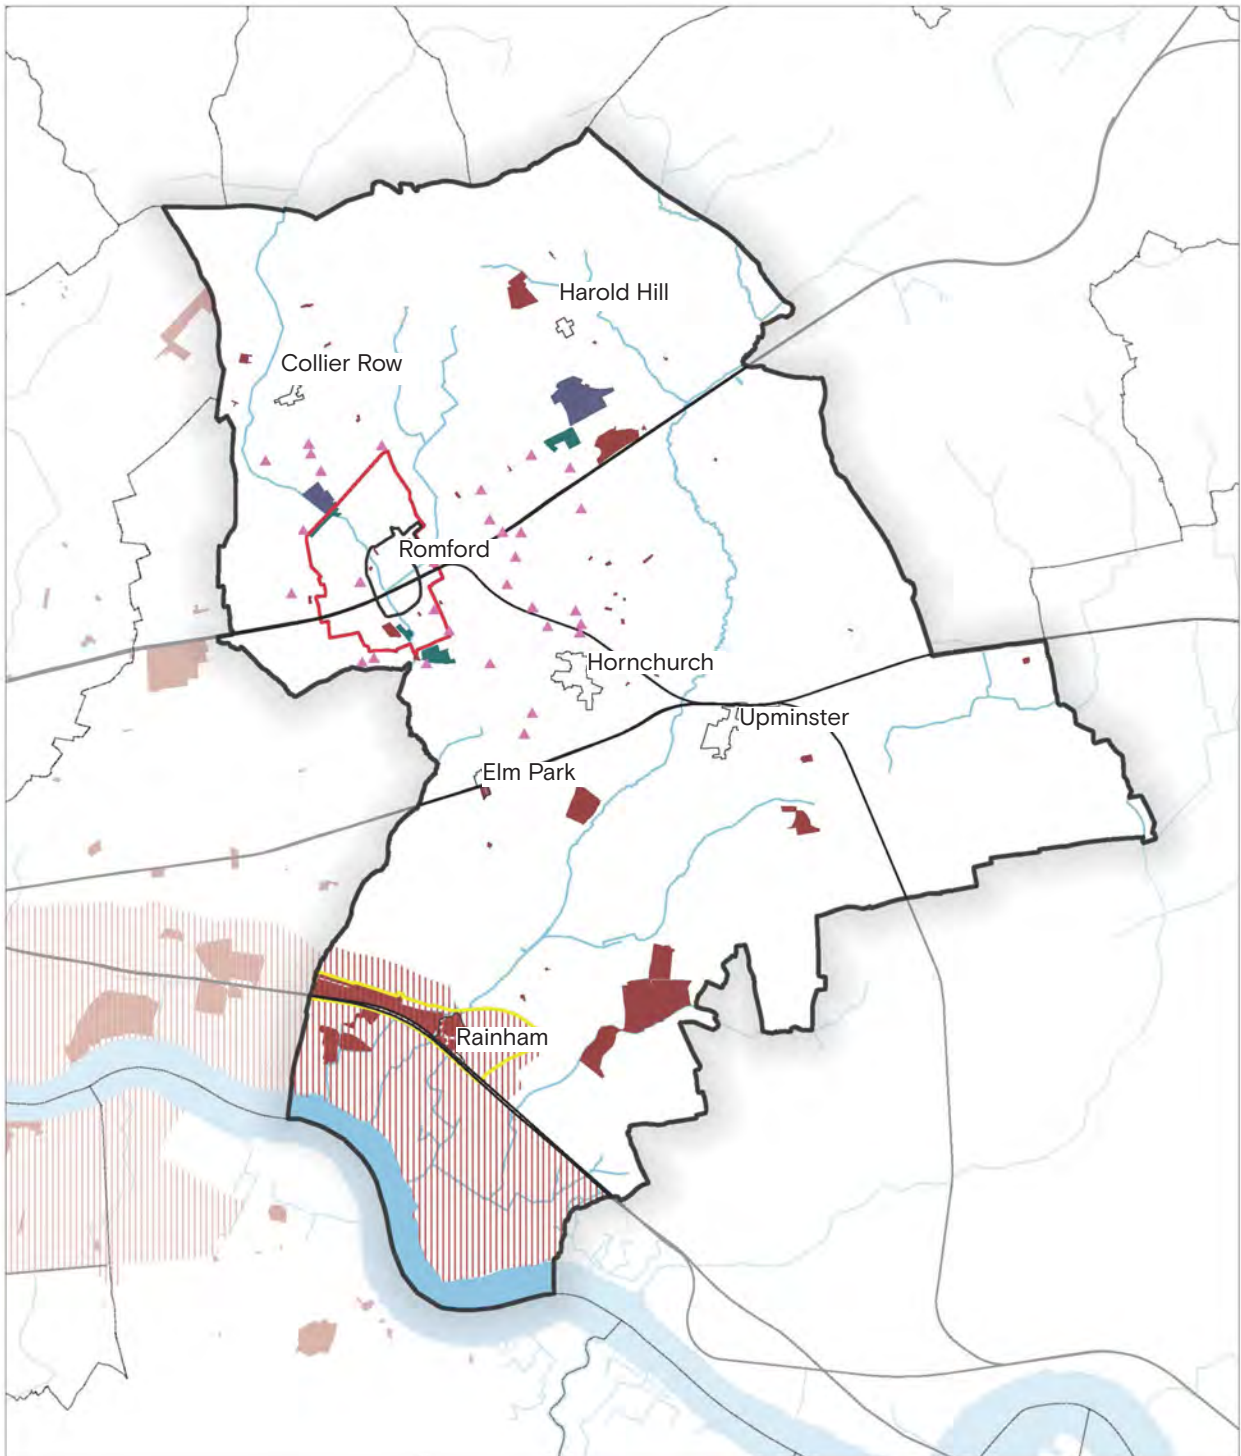 Harold Hill
Collier Row
Romford
Hornchurch
Upminster
Elm Park
Rainham